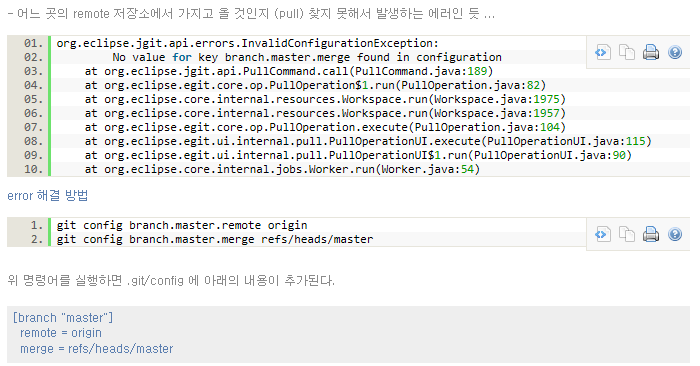 - 어느 곳의 remote 저장소에서 가지고 올 것인지 (pull) 찾지 못해서 발생하는 에러인 듯 ...
01. org.eclipse.jgit.api.errors.InvalidConfigurationException:
02. No value for key branch.master.merge found in configuration
03. at org.eclipse.jgit.api.PullCommand.call(PullCommand.java:189)
04. at org.eclipse.egit.core.op.PullOperation$1.run(PullOperation.java:82)
05. at org.eclipse.core.internal.resources.Workspace.run(Workspace.java:1975)
06. at org.eclipse.core.internal.resources.Workspace.run(Workspace.java:1957)
07. at org.eclipse.egit.core.op.PullOperation.execute(PullOperation.java:104)
08. at org.eclipse.egit.ui.internal.pull.PullOperationUI.execute(PullOperationUI.java:115)
09. at org.eclipse.egit.ui.internal.pull.PullOperationUI$1.run(PullOperationUI.java:90)
10. at org.eclipse.core.internal.jobs.Worker.run(Worker.java:54)
error 해결 방법
1. git config branch.master.remote origin
2. git config branch.master.merge refs/heads/master
위 명령어를 실행하면 .git/config 에 아래의 내용이 추가된다.
[branch "master"]
remote = origin
merge = refs/heads/master